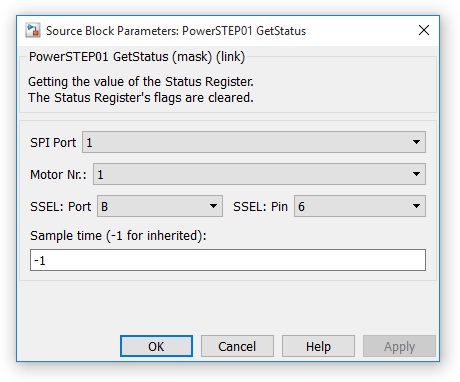 Source Block Parameters: PowerSTEP01 GetStatus
PowerSTEP01 GetStatus (mask) (link)
Getting the value of the Status Register.
The Status Register's flags are cleared.
SPI Port 1
Motor Nr.: 1
SSEL: Port B SSEL: Pin 6
Sample time (-1 for inherited):
-1
OK Cancel Help Apply